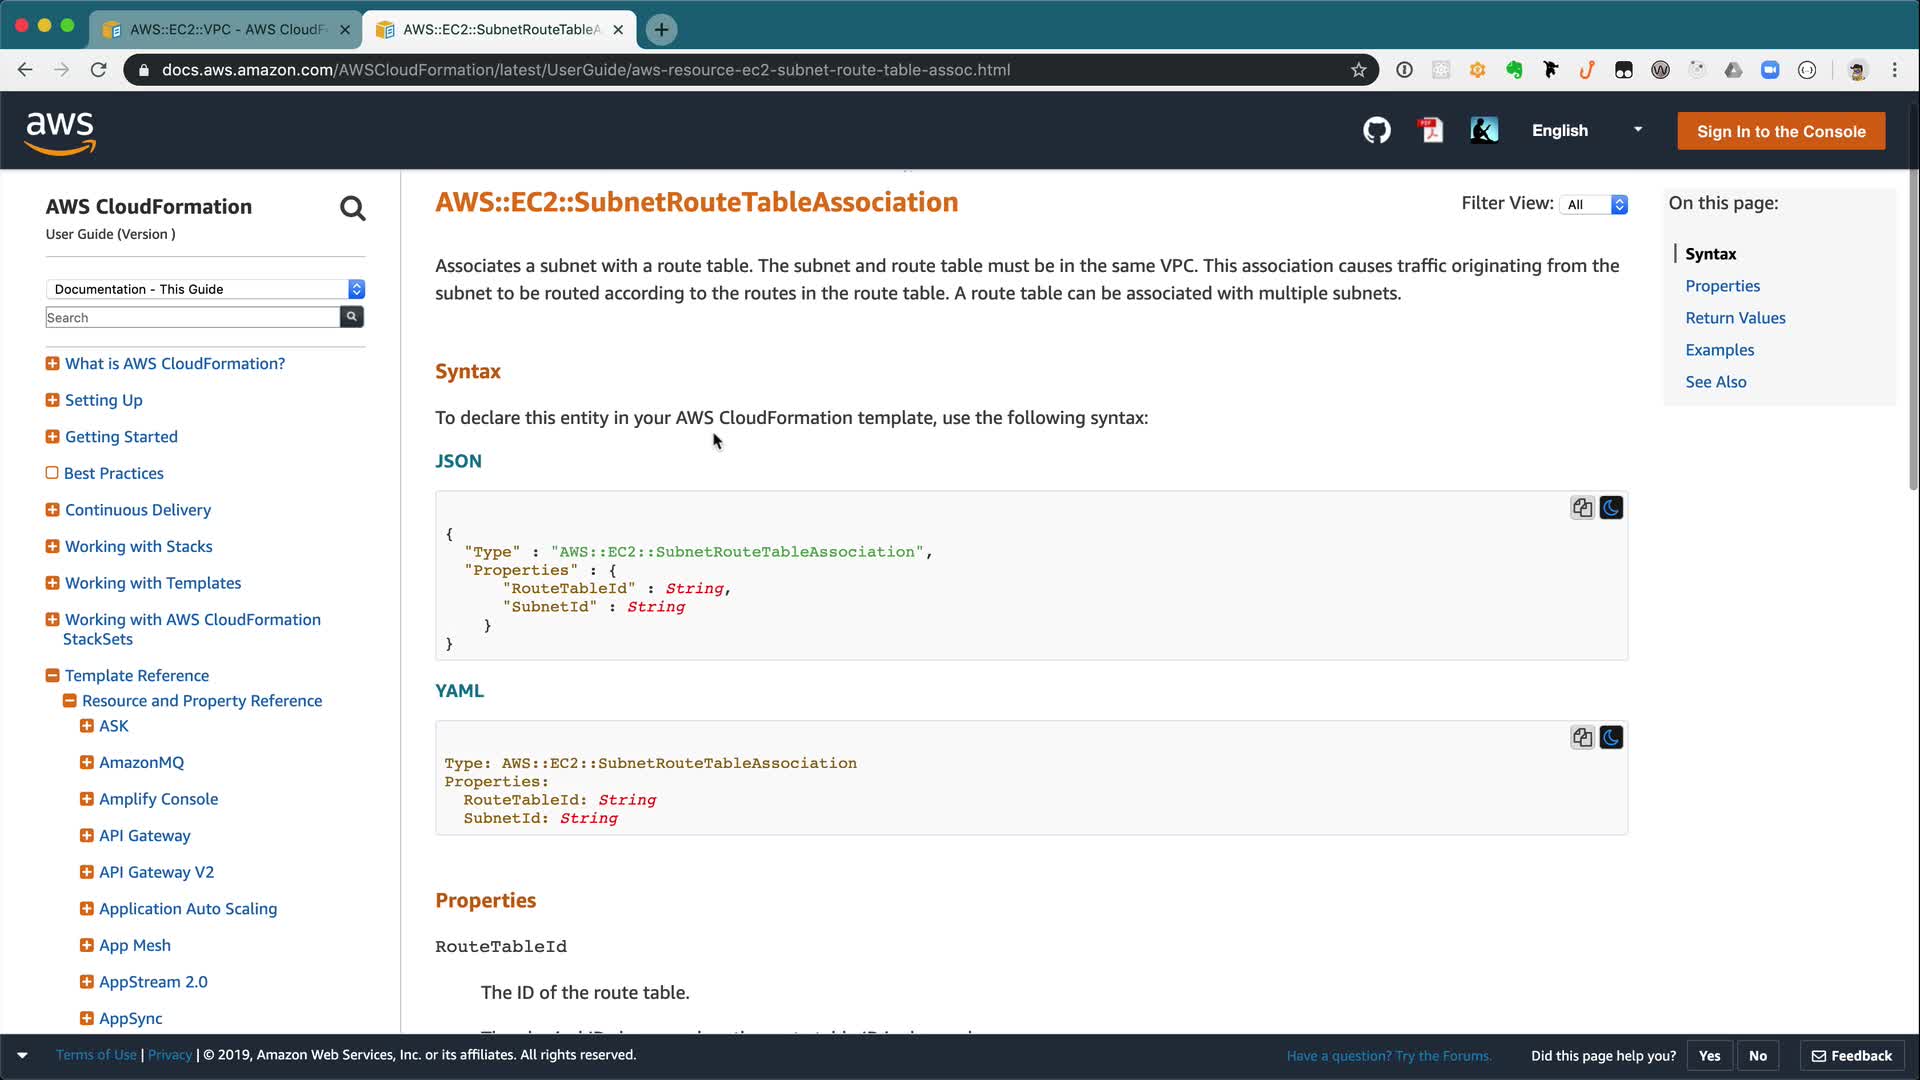 AWS::EC2::VPC - AWS CloudF
AWS::EC2::SubnetRouteTableA
docs.aws.amazon.com/AWSCloudFormation/latest/UserGuide/aws-resource-ec2-subnet-route-table-assoc.html
aws
English
Sign In to the Console
AWS CloudFormation
User Guide (Version )
Documentation - This Guide
Search
What is AWS CloudFormation?
Setting Up
Getting Started
Best Practices
Continuous Delivery
Working with Stacks
Working with Templates
Working with AWS CloudFormation
StackSets
Template Reference
Resource and Property Reference
ASK
AmazonMQ
Amplify Console
API Gateway
API Gateway V2
Application Auto Scaling
App Mesh
AppStream 2.0
AppSync
AWS::EC2::SubnetRouteTableAssociation
Filter View: All
Associates a subnet with a route table. The subnet and route table must be in the same VPC. This association causes traffic originating from the
subnet to be routed according to the routes in the route table. A route table can be associated with multiple subnets.
Syntax
To declare this entity in your AWS CloudFormation template, use the following syntax:
JSON
{
"Type" : "AWS::EC2::SubnetRouteTableAssociation",
"Properties" : {
"RouteTableId" : String,
"SubnetId" : String
}
}
YAML
Type: AWS::EC2::SubnetRouteTableAssociation
Properties:
RouteTableId: String
SubnetId: String
Properties
RouteTableId
The ID of the route table.
On this page:
Syntax
Properties
Return Values
Examples
See Also
Terms of Use | Privacy | © 2019, Amazon Web Services, Inc. or its affiliates. All rights reserved.
Have a question? Try the Forums.
Did this page help you?
Yes
No
Feedback